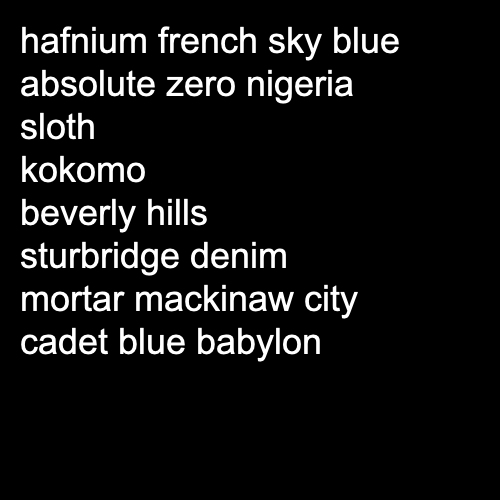 hafnium french sky blue
absolute zero nigeria
sloth
kokomo
beverly hills
sturbridge denim
mortar mackinaw city
cadet blue babylon